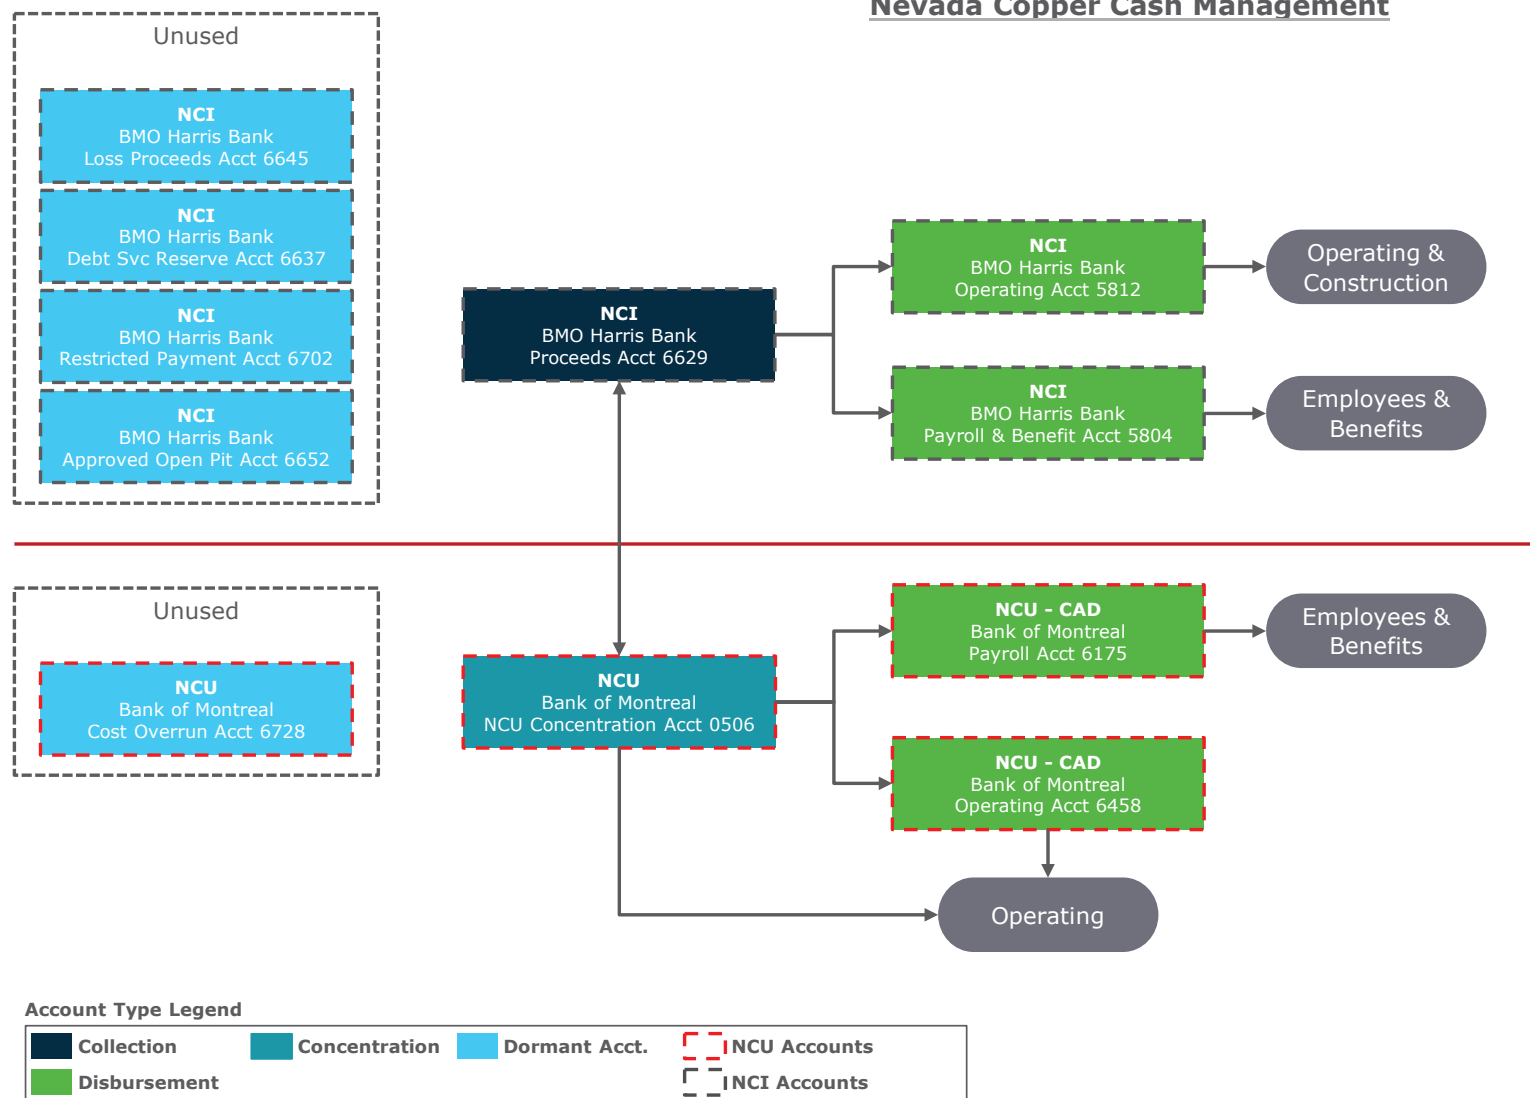 Nevada Copper Cash Management
Unused
NCI
BMO Harris Bank
Loss Proceeds Acct 6645
NCI
BMO Harris Bank
Debt Svc Reserve Acct 6637
NCI
BMO Harris Bank
Restricted Payment Acct 6702
NCI
BMO Harris Bank
Approved Open Pit Acct 6652
NCI
BMO Harris Bank
Proceeds Acct 6629
NCI
BMO Harris Bank
Operating Acct 5812
Operating &
Construction
NCI
BMO Harris Bank
Payroll & Benefit Acct 5804
Employees &
Benefits
Unused
NCU
Bank of Montreal
Cost Overrun Acct 6728
NCU
Bank of Montreal
NCU Concentration Acct 0506
NCU - CAD
Bank of Montreal
Payroll Acct 6175
Employees &
Benefits
NCU - CAD
Bank of Montreal
Operating Acct 6458
Operating
Account Type Legend
Collection
Concentration
Dormant Acct.
NCU Accounts
Disbursement
NCI Accounts